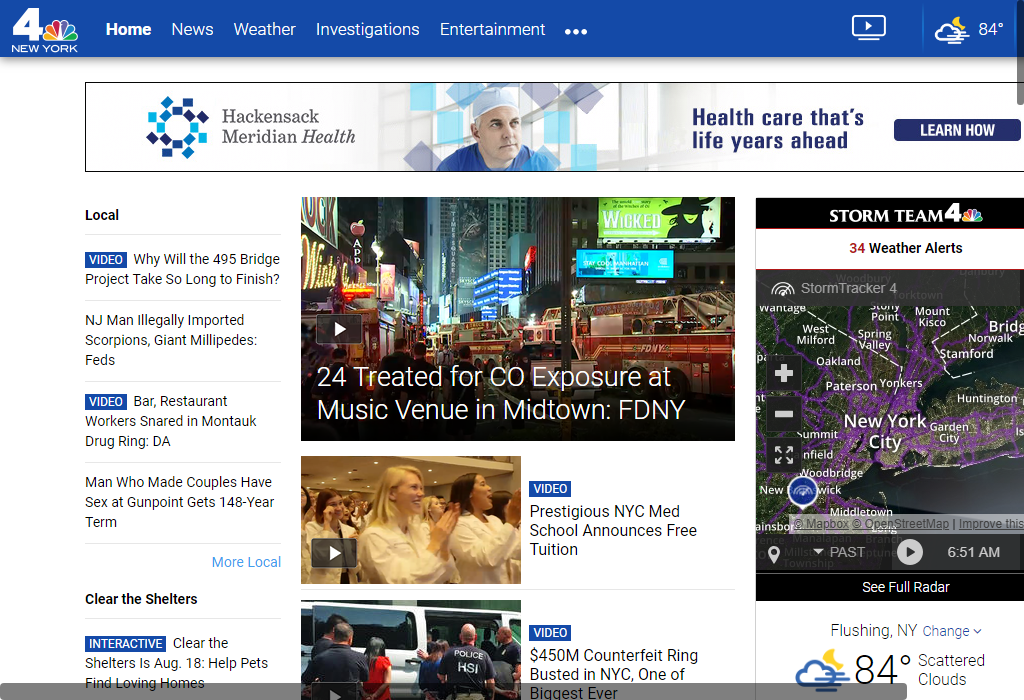 4
NEW YORK
Home
News
Weather
Investigations
Entertainment
84°
Hackensack
Meridian Health
Health care that's
life years ahead
LEARN HOW
Local
VIDEO Why Will the 495 Bridge
Project Take So Long to Finish?
NJ Man Illegally Imported
Scorpions, Giant Millipedes:
Feds
VIDEO Bar, Restaurant
Workers Snared in Montauk
Drug Ring: DA
Man Who Made Couples Have
Sex at Gunpoint Gets 148-Year
Term
More Local
Clear the Shelters
INTERACTIVE Clear the
Shelters Is Aug. 18: Help Pets
Find Loving Homes
WICKED
FDNY
24 Treated for CO Exposure at
Music Venue in Midtown: FDNY
VIDEO
Prestigious NYC Med
School Announces Free
Tuition
POLICE
HSI
VIDEO
$450M Counterfeit Ring
Busted in NYC, One of
Biggest Ever
STORM TEAM 4
34 Weather Alerts
StormTracker 4
Wantage
Stony
Point
Mount
Kisco
West
Milford
Spring
Valley
Bridg
Norwalk
Stamford
Oakland
Paterson
Yonkers
Huntington
New York
City
Garden
City
Summit
nfield
Woodbridge
New
wick
Middletown
ainsbo
© Mapbox © OpenStreetMap | Improve this
PAST
6:51 AM
See Full Radar
Flushing, NY Change
84°
Scattered
Clouds